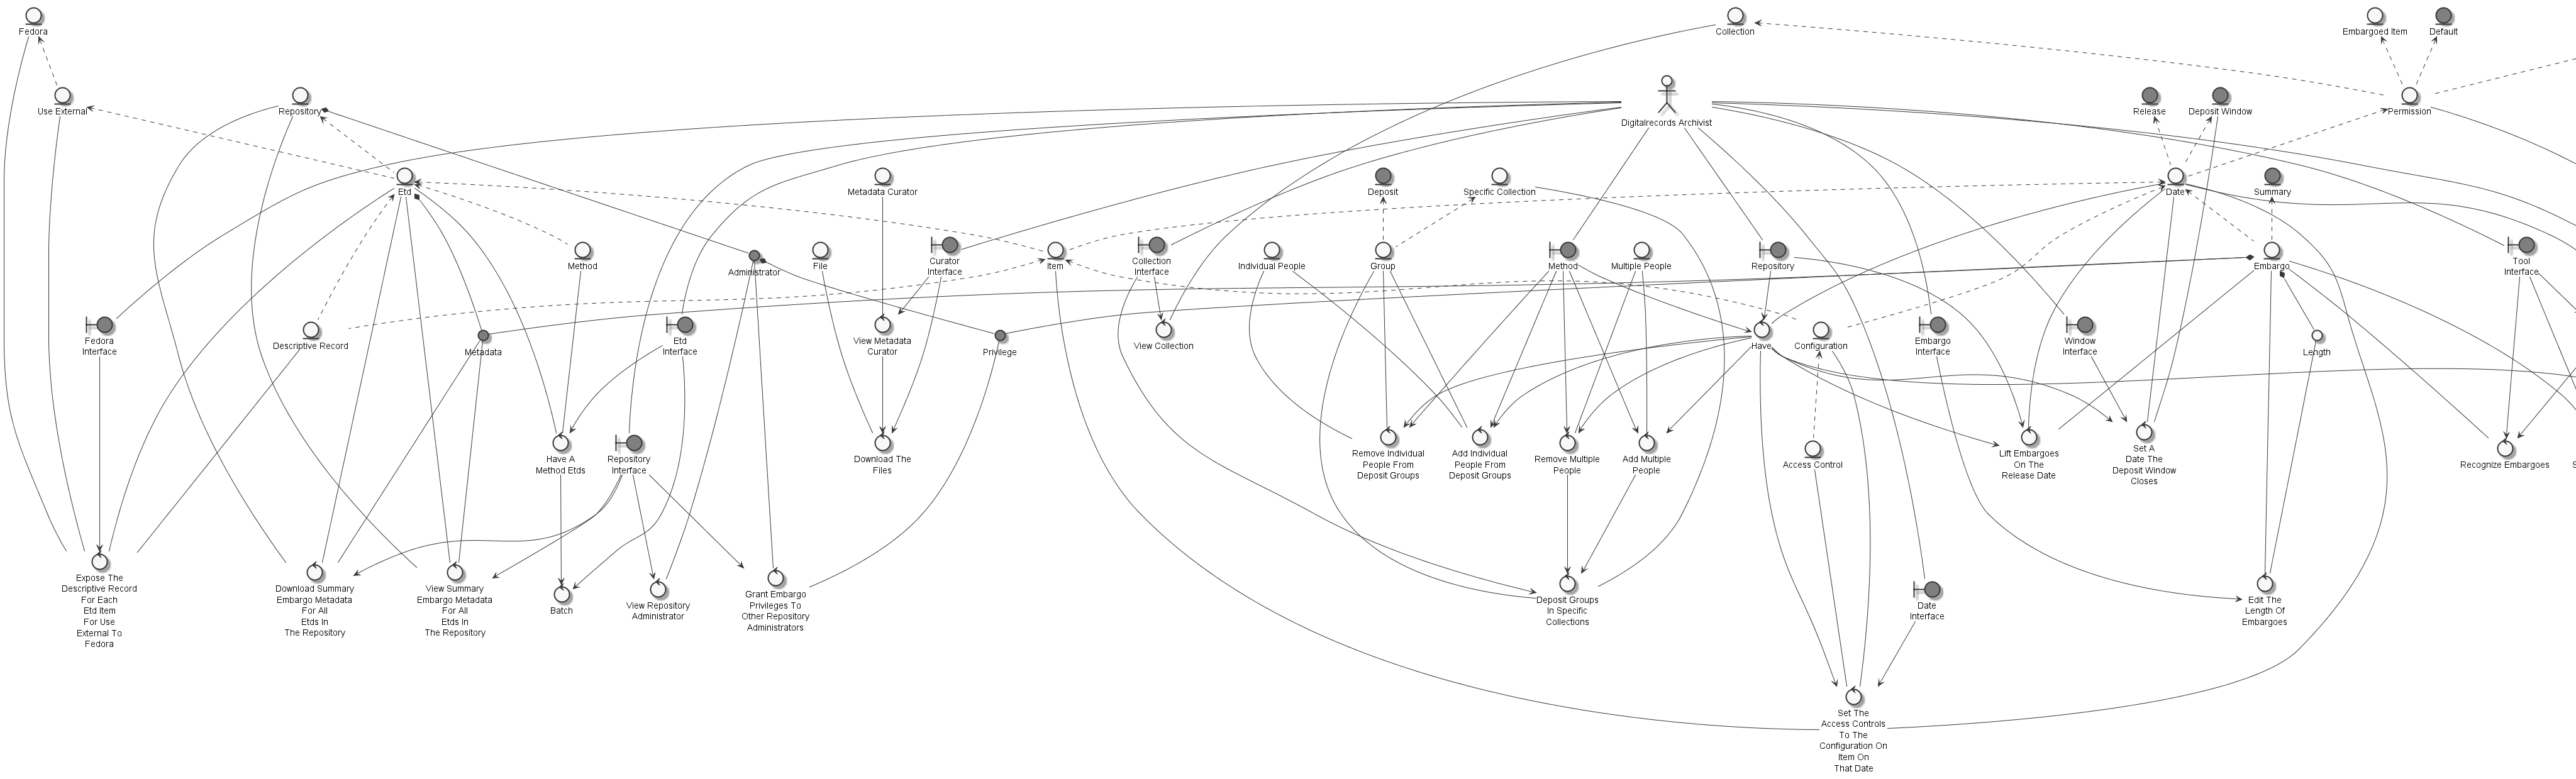 Fedora
Collection
Embargoed Item
Default
Use External
Repository
Digitalrecords Archivist
Release
Deposit Window
Permission
Etd
Metadata Curator
Deposit
Specific Collection
Date
Summary
Method
Administrator
File
Curator
Interface
Item
Collection
Interface
Individual People
Group
Method
Multiple People
Repository
Embargo
Tool
Interface
Fedora
Interface
Descriptive Record
Metadata
Etd
Interface
View Metadata
Curator
Privilege
View Collection
Have
Configuration
Embargo
Interface
Window
Interface
Length
Have A
Method Etds
Repository
Interface
Download The
Files
Remove Individual
People From
Deposit Groups
Add Individual
People From
Deposit Groups
Remove Multiple
People
Add Multiple
People
Access Control
Lift Embargoes
On The
Release Date
Set A
Date The
Deposit Window
Closes
Recognize Embargoes
Expose The
Descriptive Record
For Each
Etd Item
For Use
External To
Fedora
Download Summary
Embargo Metadata
For All
Etds In
The Repository
View Summary
Embargo Metadata
For All
Etds In
The Repository
Batch
View Repository
Administrator
Grant Embargo
Privileges To
Other Repository
Administrators
Deposit Groups
In Specific
Collections
Date
Interface
Edit The
Length Of
Embargoes
Set The
Access Controls
To The
Configuration On
Item On
That Date